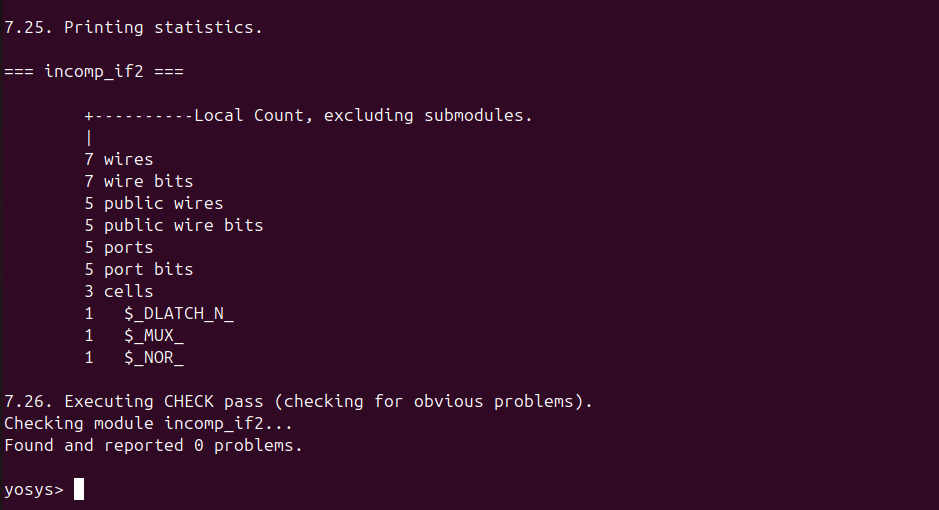 7.25. Printing statistics.
=== incomp_if2 ===
+----------Local Count, excluding submodules.
|
7 wires
7 wire bits
5 public wires
5 public wire bits
5 ports
5 port bits
3 cells
1   $_DLATCH_N_
1   $_MUX_
1   $_NOR_
7.26. Executing CHECK pass (checking for obvious problems).
Checking module incomp_if2...
Found and reported 0 problems.
yosys>